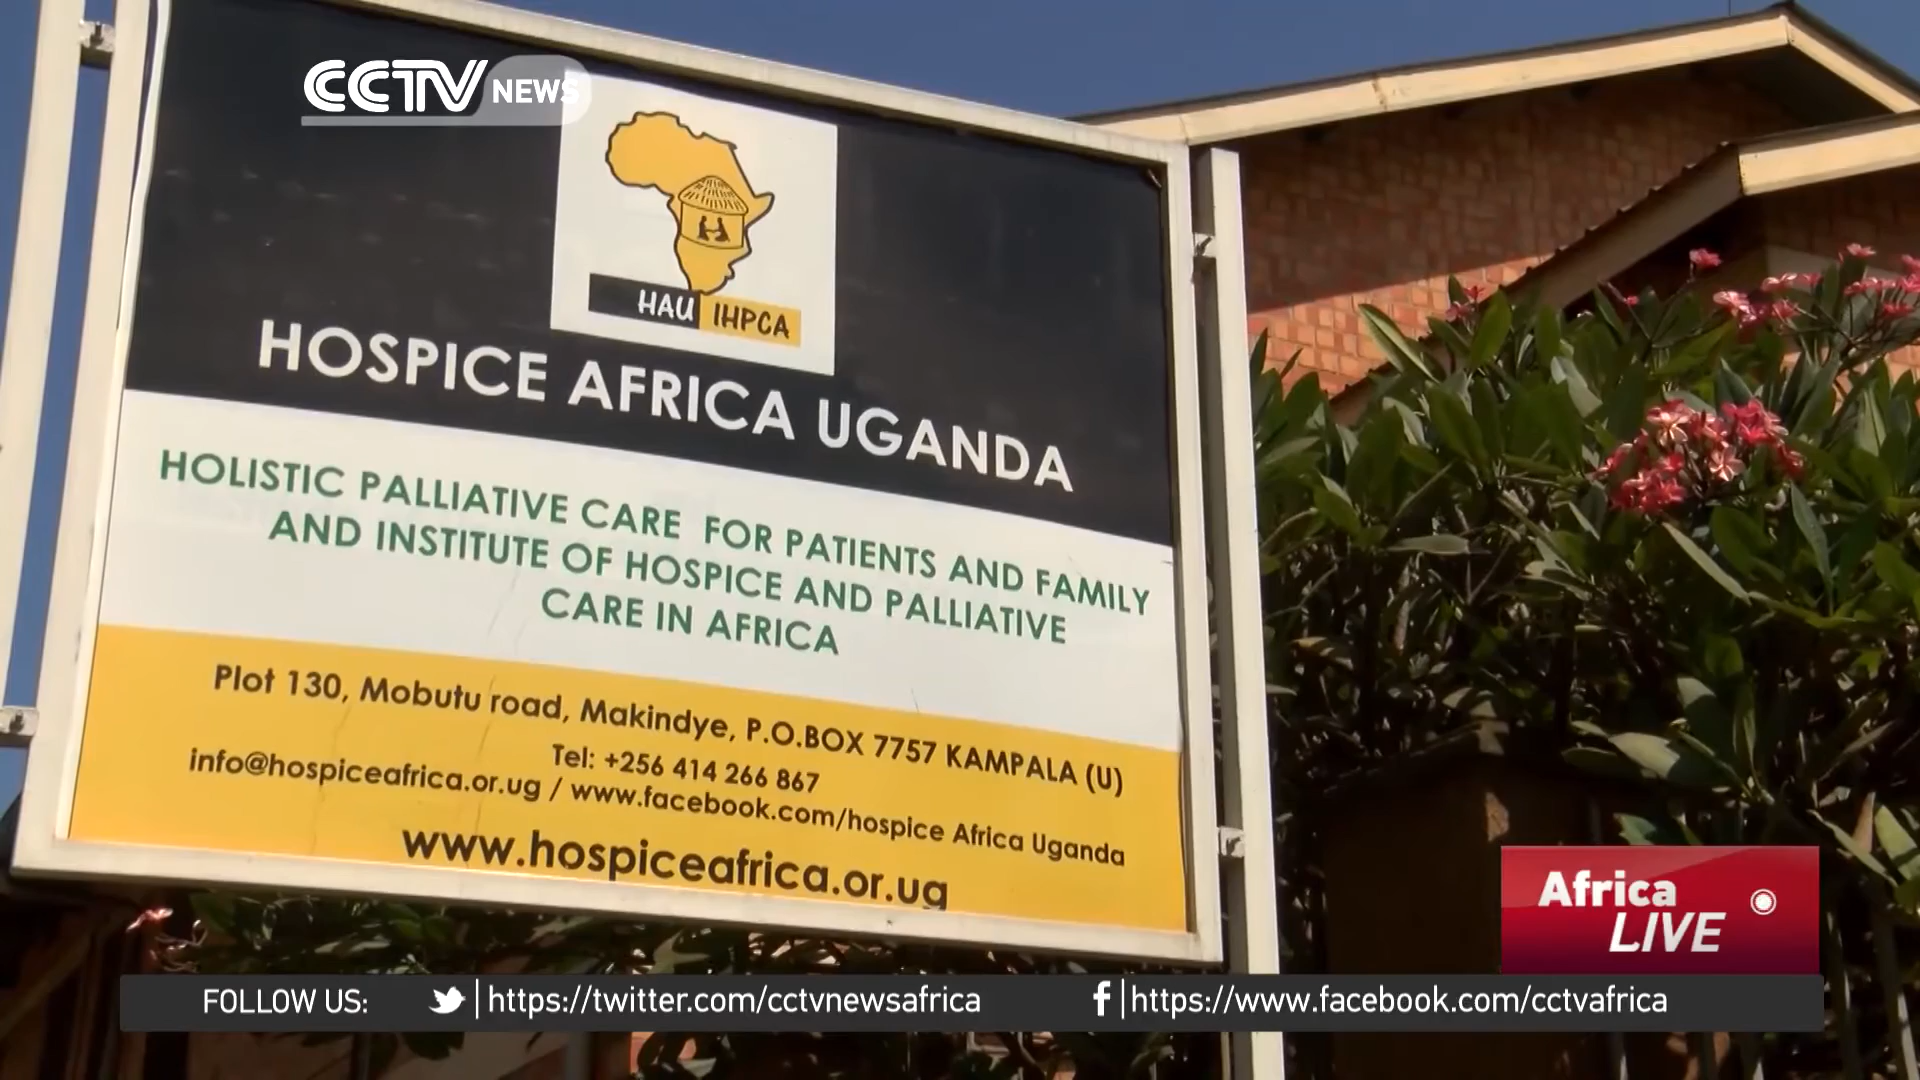 CCTV NEWS
HAU IHPCA
HOSPICE AFRICA UGANDA
HOLISTIC PALLIATIVE CARE FOR PATIENTS AND FAMILY
AND INSTITUTE OF HOSPICE AND PALLIATIVE
CARE IN AFRICA
Plot 130, Mobutu road, Makindye, P.O.BOX 7757 KAMPALA (U)
Tel: +256 414 266 867
info@hospiceafrica.or.ug / www.facebook.com/hospice Africa Uganda
www.hospiceafrica.or.ug
Africa
LIVE
FOLLOW US: https://twitter.com/cctvnewsafrica https://www.facebook.com/cctvafrica